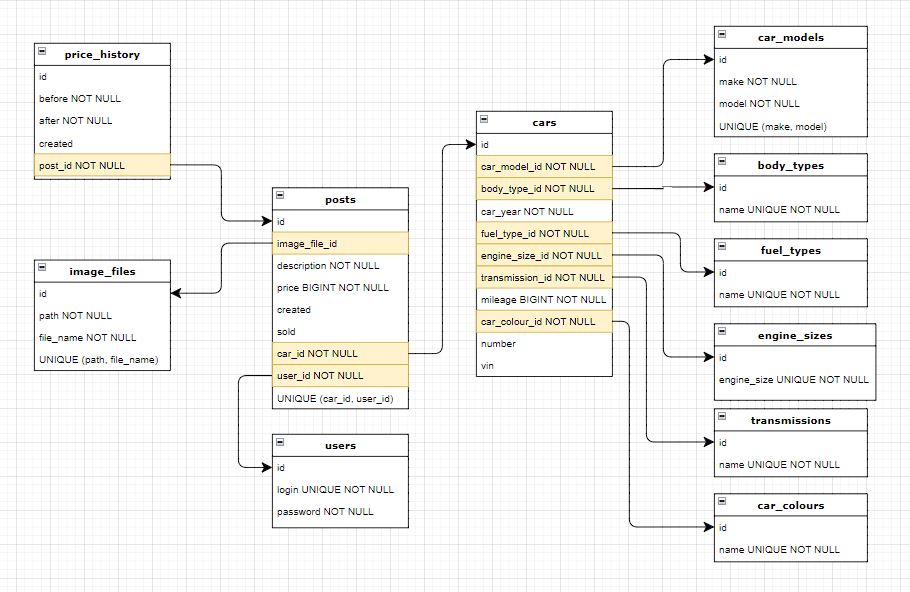 price_history
id
before NOT NULL
after NOT NULL
created
post_id NOT NULL
image_files
id
path NOT NULL
file_name NOT NULL
UNIQUE (path, file_name)
posts
id
image_file_id
description NOT NULL
price BIGINT NOT NULL
created
sold
car_id NOT NULL
user_id NOT NULL
UNIQUE (car_id, user_id)
users
id
login UNIQUE NOT NULL
password NOT NULL
cars
id
car_model_id NOT NULL
body_type_id NOT NULL
car_year NOT NULL
fuel_type_id NOT NULL
engine_size_id NOT NULL
transmission_id NOT NULL
mileage BIGINT NOT NULL
car_colour_id NOT NULL
number
vin
car_models
id
make NOT NULL
model NOT NULL
UNIQUE (make, model)
body_types
id
name UNIQUE NOT NULL
fuel_types
id
name UNIQUE NOT NULL
engine_sizes
id
engine_size UNIQUE NOT NULL
transmissions
id
name UNIQUE NOT NULL
car_colours
id
name UNIQUE NOT NULL